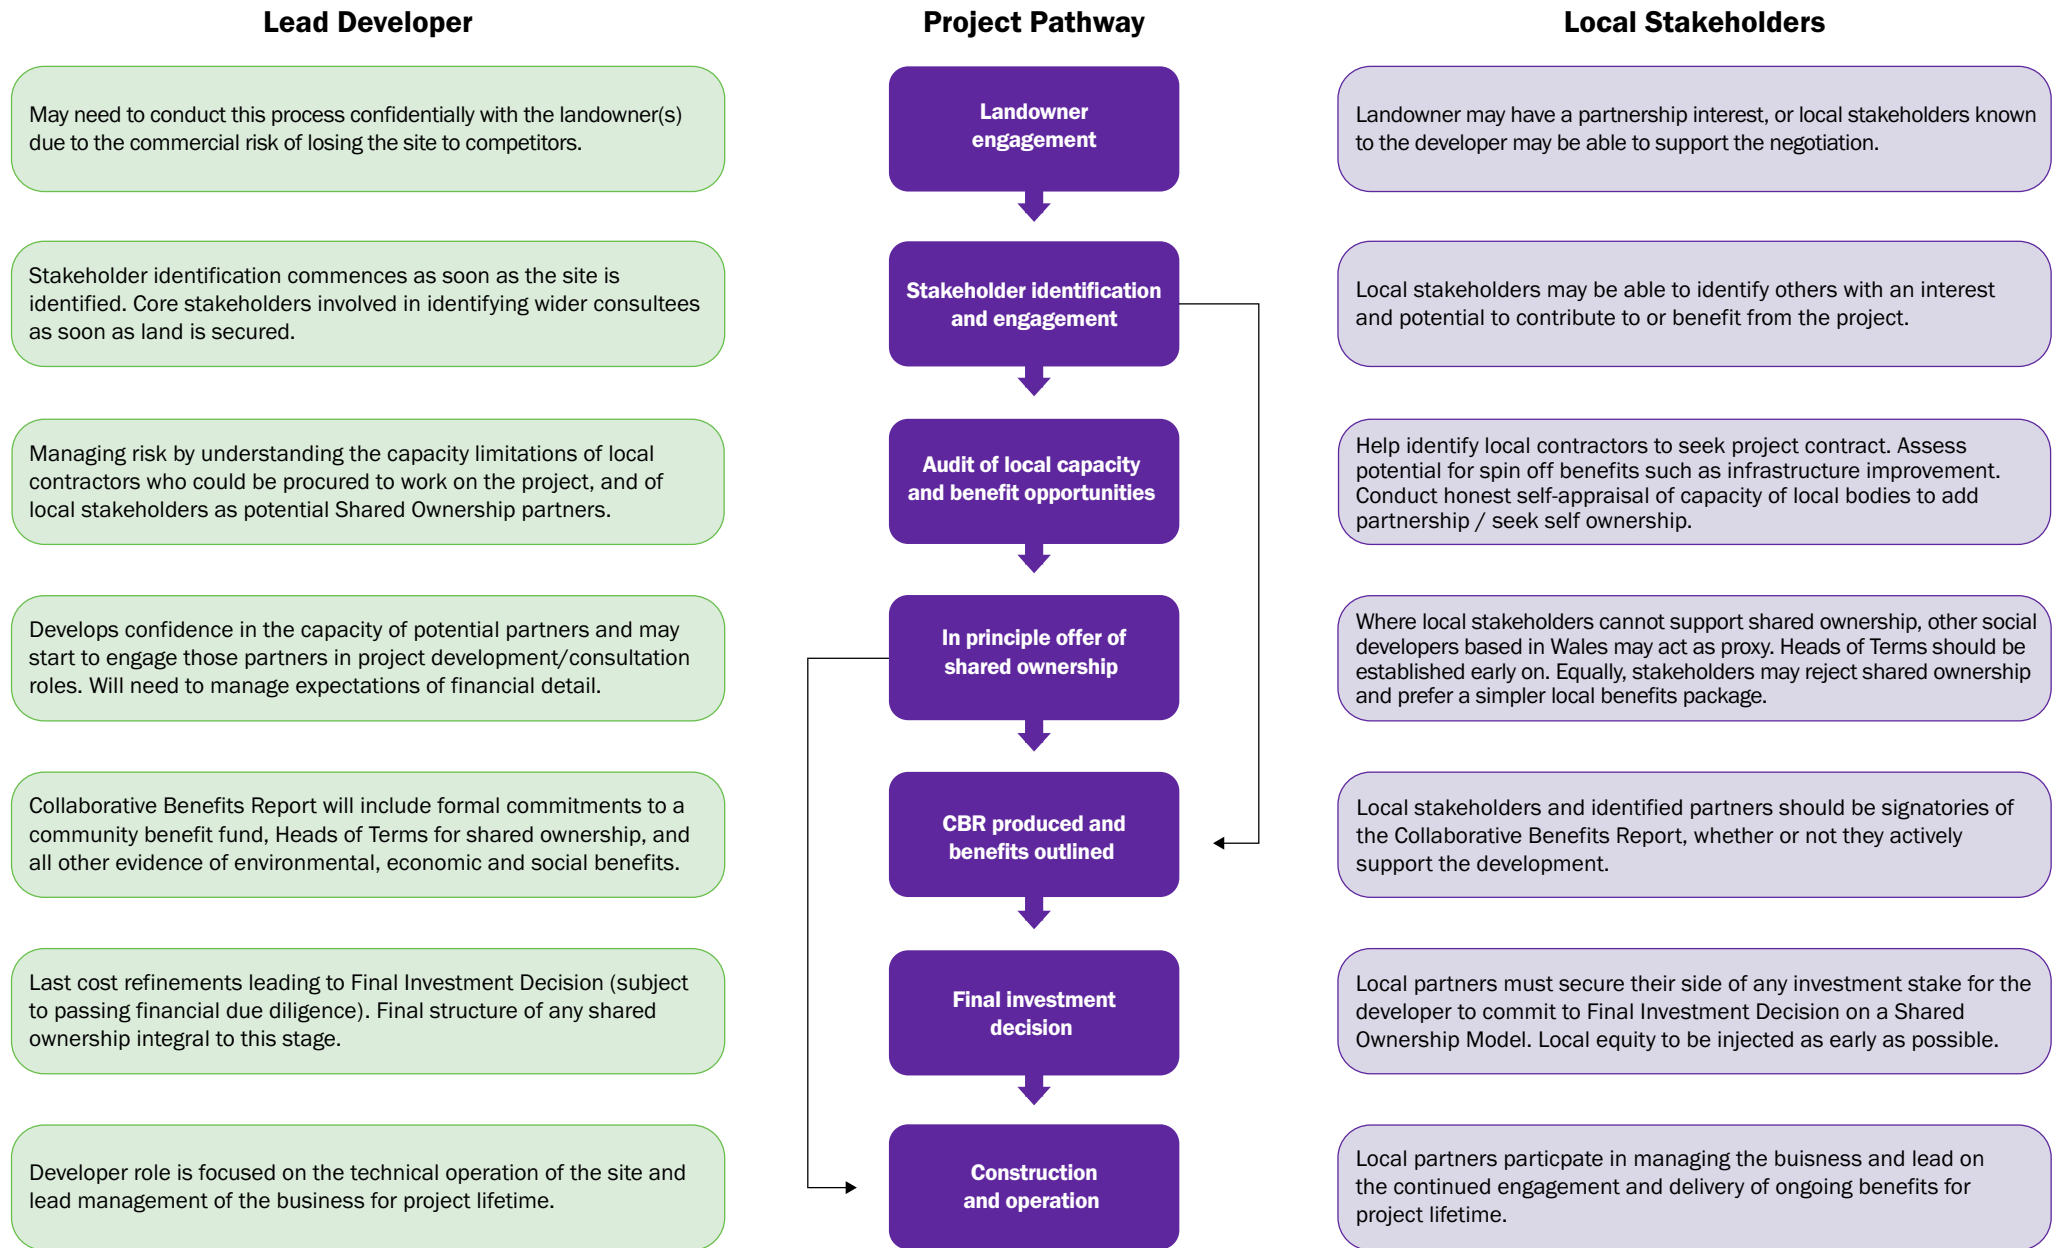 Lead Developer
Project Pathway
Local Stakeholders
May need to conduct this process confidentially with the landowner(s)
due to the commercial risk of losing the site to competitors.
Landowner
engagement
Landowner may have a partnership interest, or local stakeholders known
to the developer may be able to support the negotiation.
Stakeholder identification commences as soon as the site is
identified. Core stakeholders involved in identifying wider consultees
as soon as land is secured.
Stakeholder identification
and engagement
Local stakeholders may be able to identify others with an interest
and potential to contribute to or benefit from the project.
Managing risk by understanding the capacity limitations of local
contractors who could be procured to work on the project, and of
local stakeholders as potential Shared Ownership partners.
Audit of local capacity
and benefit opportunities
Help identify local contractors to seek project contract. Assess
potential for spin off benefits such as infrastructure improvement.
Conduct honest self-appraisal of capacity of local bodies to add
partnership / seek self ownership.
Develops confidence in the capacity of potential partners and may
start to engage those partners in project development/consultation
roles. Will need to manage expectations of financial detail.
In principle offer of
shared ownership
Where local stakeholders cannot support shared ownership, other social
developers based in Wales may act as proxy. Heads of Terms should be
established early on. Equally, stakeholders may reject shared ownership
and prefer a simpler local benefits package.
Collaborative Benefits Report will include formal commitments to a
community benefit fund, Heads of Terms for shared ownership, and
all other evidence of environmental, economic and social benefits.
CBR produced and
benefits outlined
Local stakeholders and identified partners should be signatories of
the Collaborative Benefits Report, whether or not they actively
support the development.
Last cost refinements leading to Final Investment Decision (subject
to passing financial due diligence). Final structure of any shared
ownership integral to this stage.
Final investment
decision
Local partners must secure their side of any investment stake for the
developer to commit to Final Investment Decision on a Shared
Ownership Model. Local equity to be injected as early as possible.
Developer role is focused on the technical operation of the site and
lead management of the business for project lifetime.
Construction
and operation
Local partners particpate in managing the buisness and lead on
the continued engagement and delivery of ongoing benefits for
project lifetime.